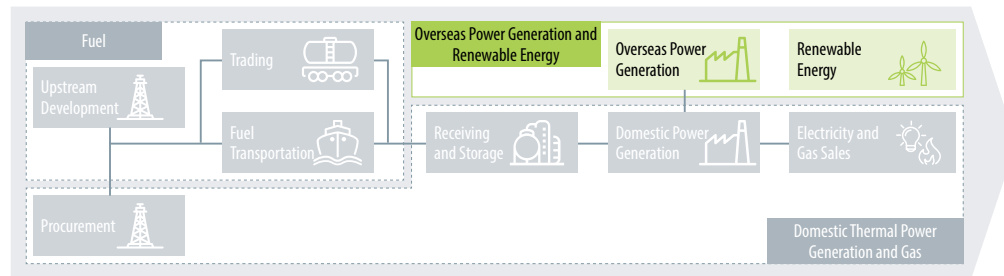 Fuel
Upstream
Development
Trading
Fuel
Transportation
Procurement
Overseas Power Generation and
Renewable Energy
Overseas Power
Generation
Renewable
Energy
Receiving
and Storage
Domestic Power
Generation
Electricity and
Gas Sales
Domestic Thermal Power
Generation and Gas